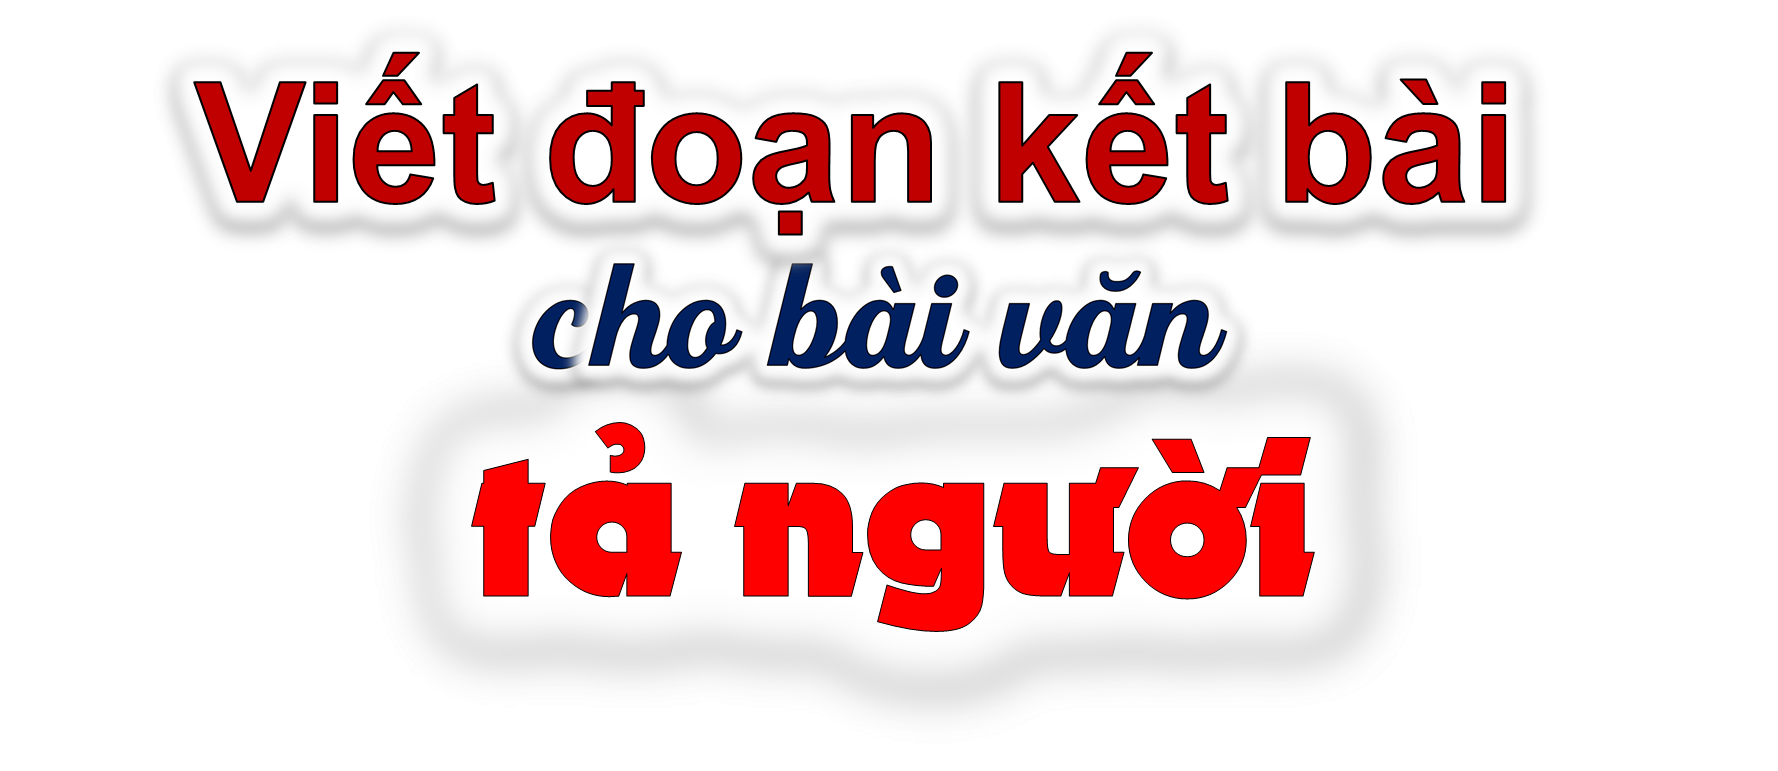 Viết đoạn kết bài
cho bài văn
tả người